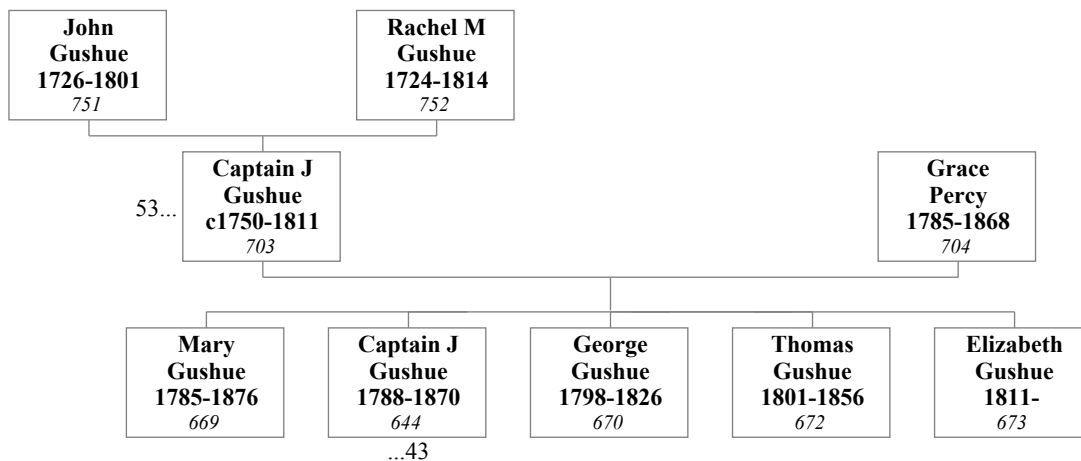 John
Gushue
1726-1801
751
Rachel M
Gushue
1724-1814
752
53...
Captain J
Gushue
c1750-1811
703
Grace
Percy
1785-1868
704
Mary
Gushue
1785-1876
669
Captain J
Gushue
1788-1870
644
...43
George
Gushue
1798-1826
670
Thomas
Gushue
1801-1856
672
Elizabeth
Gushue
1811-
673